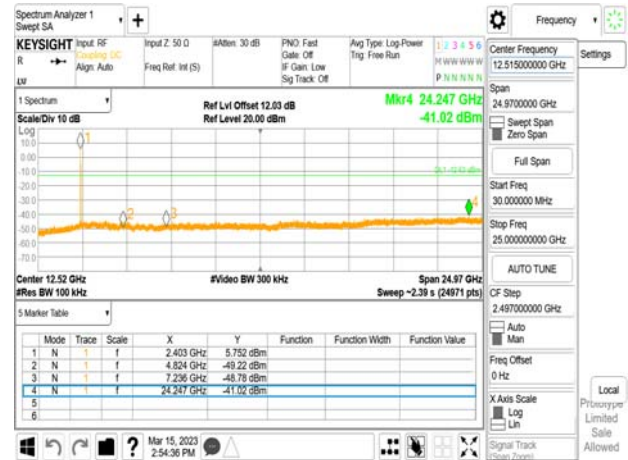 Spectrum Analyzer 1
Swept SA
Frequency
KEYSIGHT Input: RF
R
Coupling: DC
Align: Auto
LW
Input Z: 50 Ω
Freq Ref: Int (S)
#Atten: 30 dB
PNO: Fast
Gate: Off
IF Gain: Low
Sig Track: Off
Avg Type: Log-Power
Trig: Free Run
1 2 3 4 5 6
M W W W W W
P N N N N N
1 Spectrum
Scale/Div 10 dB
Ref Lvl Offset 12.03 dB
Ref Level 20.00 dBm
Mkr4 24.247 GHz
-41.02 dBm
Log
10.0
0.00
-10.0
-20.0
-30.0
-40.0
-50.0
-60.0
-70.0
1
2
3
4
Center 12.52 GHz
#Res BW 100 kHz
#Video BW 300 kHz
Span 24.97 GHz
Sweep ~2.39 s (24971 pts)
5 Marker Table
Mode Trace Scale X Y Function Function Width Function Value
1 N 1 f 2.403 GHz 5.752 dBm
2 N 1 f 4.824 GHz -49.22 dBm
3 N 1 f 7.236 GHz -48.78 dBm
4 N 1 f 24.247 GHz -41.02 dBm
5
6
Mar 15, 2023
2:54:36 PM
Center Frequency
12.515000000 GHz
Span
24.9700000 GHz
Swept Span
Zero Span
Full Span
Start Freq
30.000000 MHz
Stop Freq
25.000000000 GHz
AUTO TUNE
CF Step
2.497000000 GHz
Auto
Man
Freq Offset
0 Hz
X Axis Scale
Log
Lin
Signal Track
(Span Zoom)
Settings
Local
Prototype
Limited
Sale
Allowed